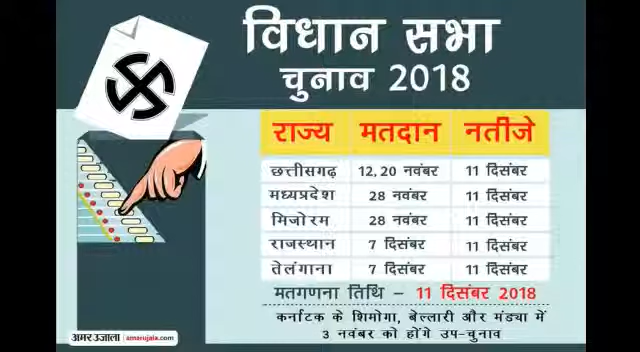 विधान सभा
चुनाव 2018
राज्य मतदान नतीजे
छत्तीसगढ़ 12, 20 नवंबर 11 दिसंबर
मध्यप्रदेश 28 नवंबर 11 दिसंबर
मिजोरम 28 नवंबर 11 दिसंबर
राजस्थान 7 दिसंबर 11 दिसंबर
तेलंगाना 7 दिसंबर 11 दिसंबर
मतगणना तिथि – 11 दिसंबर 2018
कर्नाटक के शिमोगा, बेल्लारी और मंड्या में
3 नवंबर को होंगे उप-चुनाव
अमर उजाला | amarujala.com